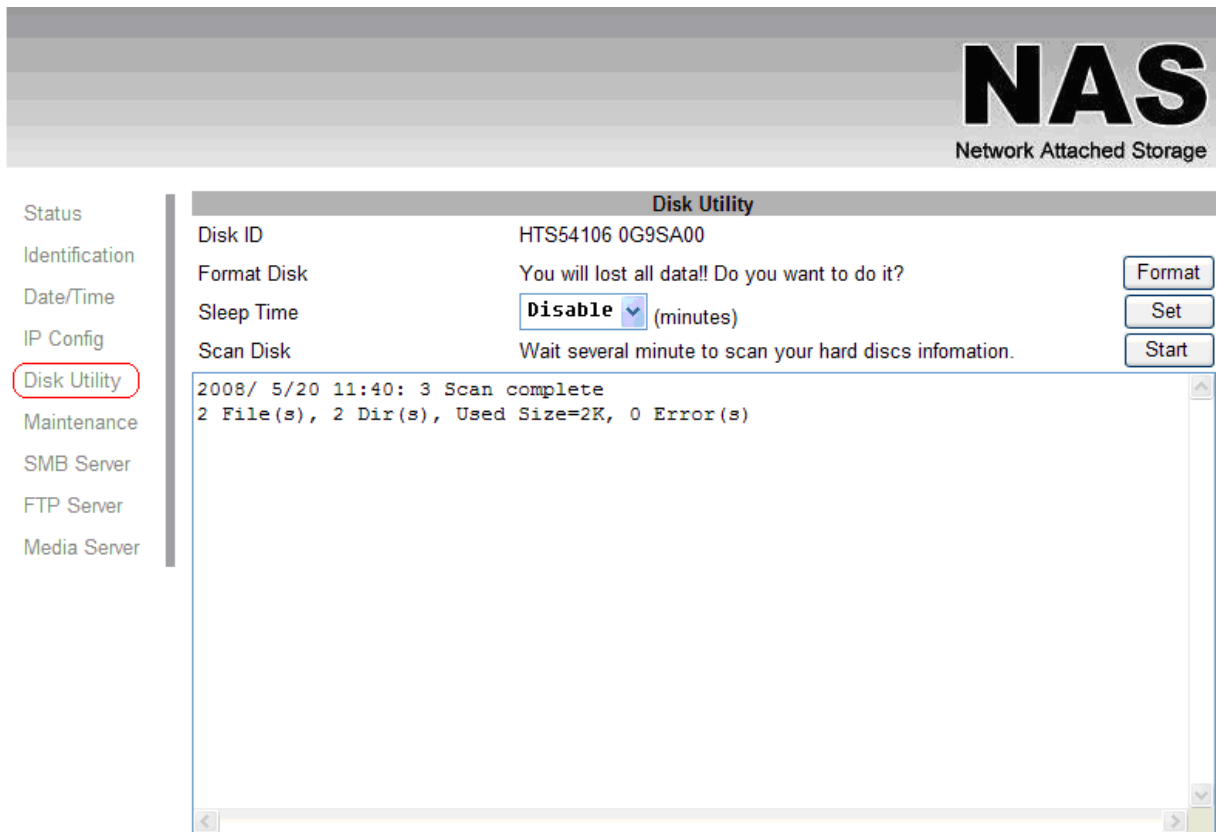 NAS
Network Attached Storage
Status
Identification
Date/Time
IP Config
Disk Utility
Maintenance
SMB Server
FTP Server
Media Server
Disk Utility
Disk ID HTS54106 0G9SA00
Format Disk You will lost all data!! Do you want to do it? Format
Sleep Time Disable (minutes) Set
Scan Disk Wait several minute to scan your hard discs infomation. Start
2008/ 5/20 11:40: 3 Scan complete
2 File(s), 2 Dir(s), Used Size=2K, 0 Error(s)